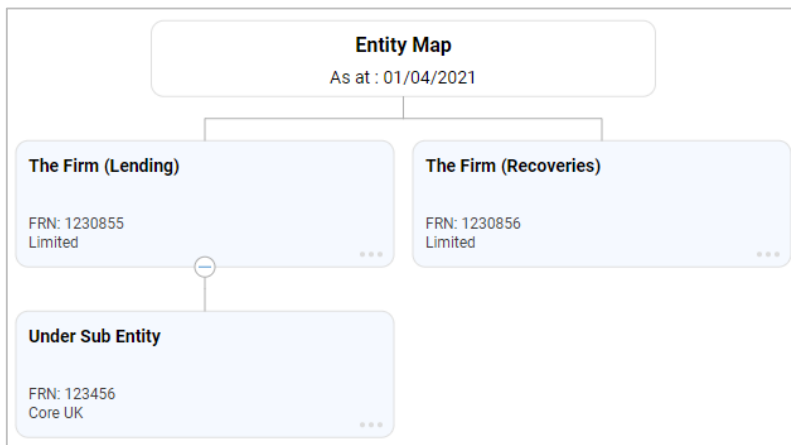 Entity Map
As at : 01/04/2021
The Firm (Lending)
FRN: 1230855
Limited
The Firm (Recoveries)
FRN: 1230856
Limited
Under Sub Entity
FRN: 123456
Core UK